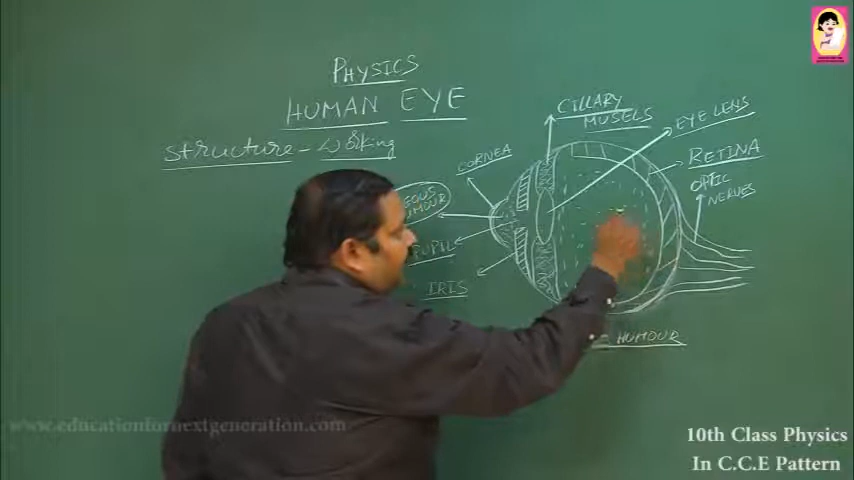 PHYSICS
HUMAN EYE
Structure - Working
CILLARY
MUSELS
EYE LENS
CORNEA
RETINA
OPTIC
NERVES
PUPIL
IRIS
HUMOUR
www.educationfornextgeneration.com
10th Class Physics
In C.C.E Pattern